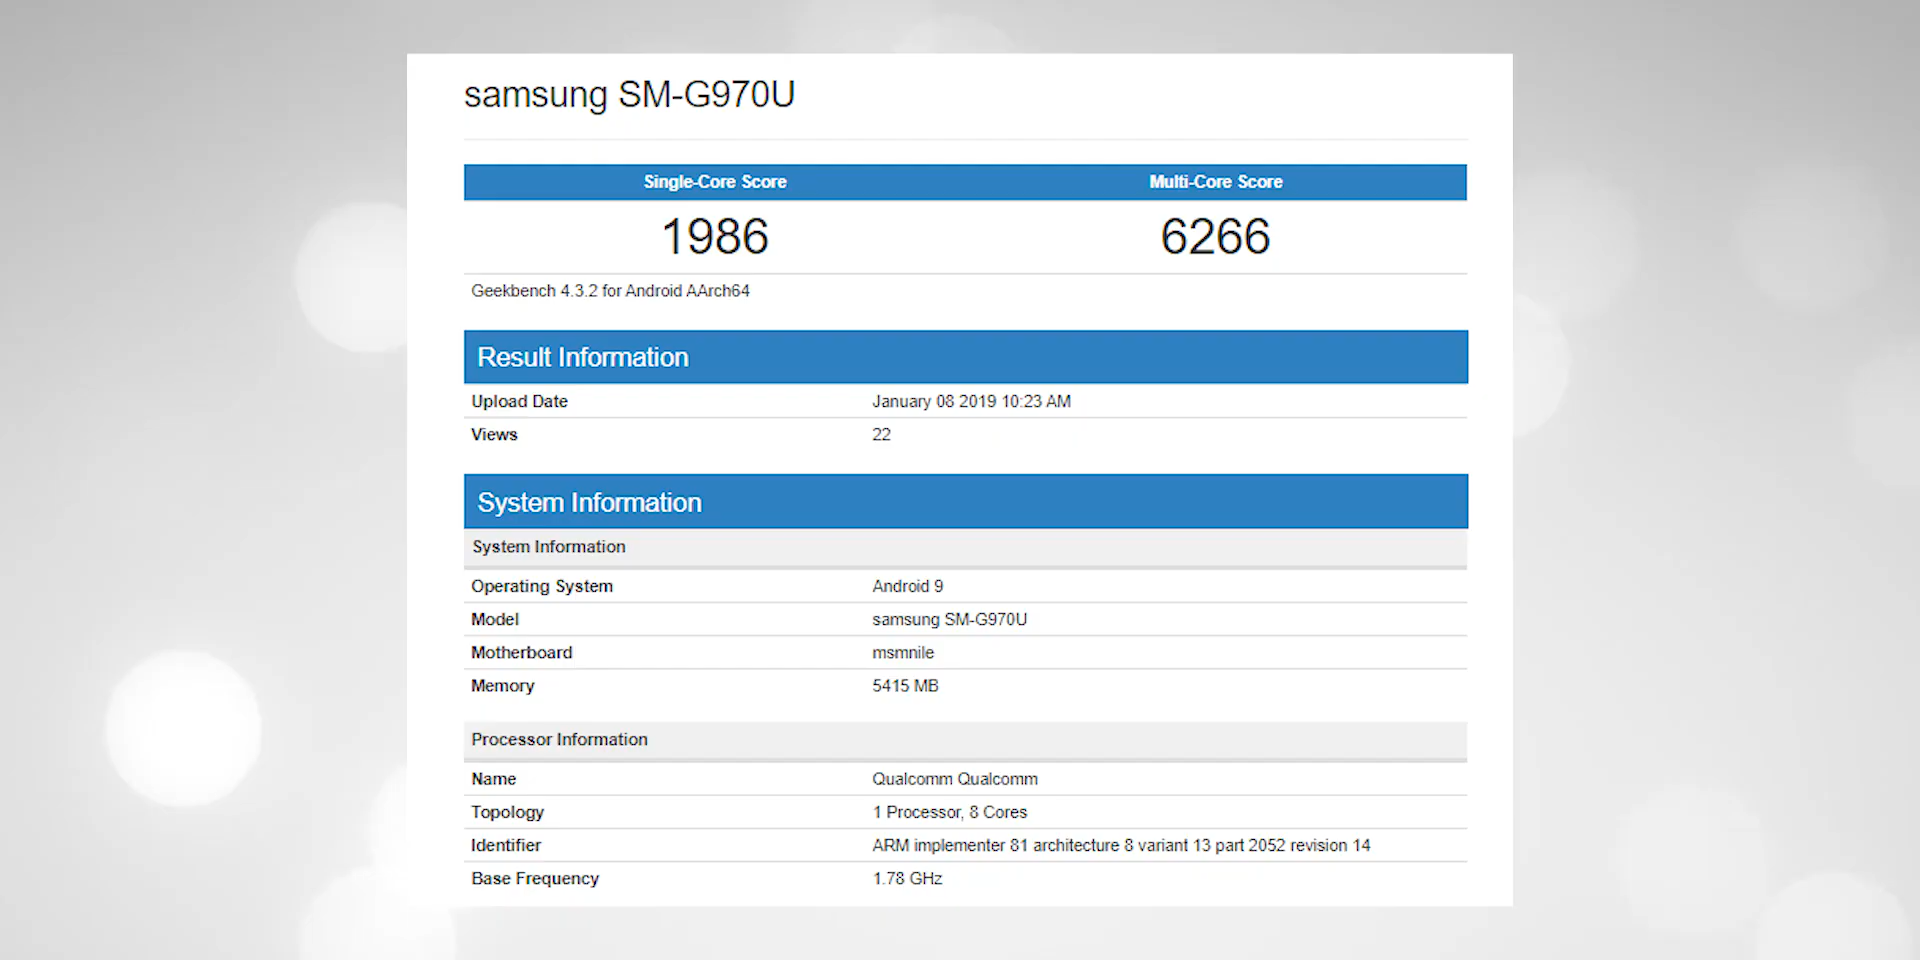 samsung SM-G970U
Single-Core Score Multi-Core Score
1986 6266
Geekbench 4.3.2 for Android AArch64
Result Information
Upload Date January 08 2019 10:23 AM
Views 22
System Information
System Information
Operating System Android 9
Model samsung SM-G970U
Motherboard msmnile
Memory 5415 MB
Processor Information
Name Qualcomm Qualcomm
Topology 1 Processor, 8 Cores
Identifier ARM implementer 81 architecture 8 variant 13 part 2052 revision 14
Base Frequency 1.78 GHz